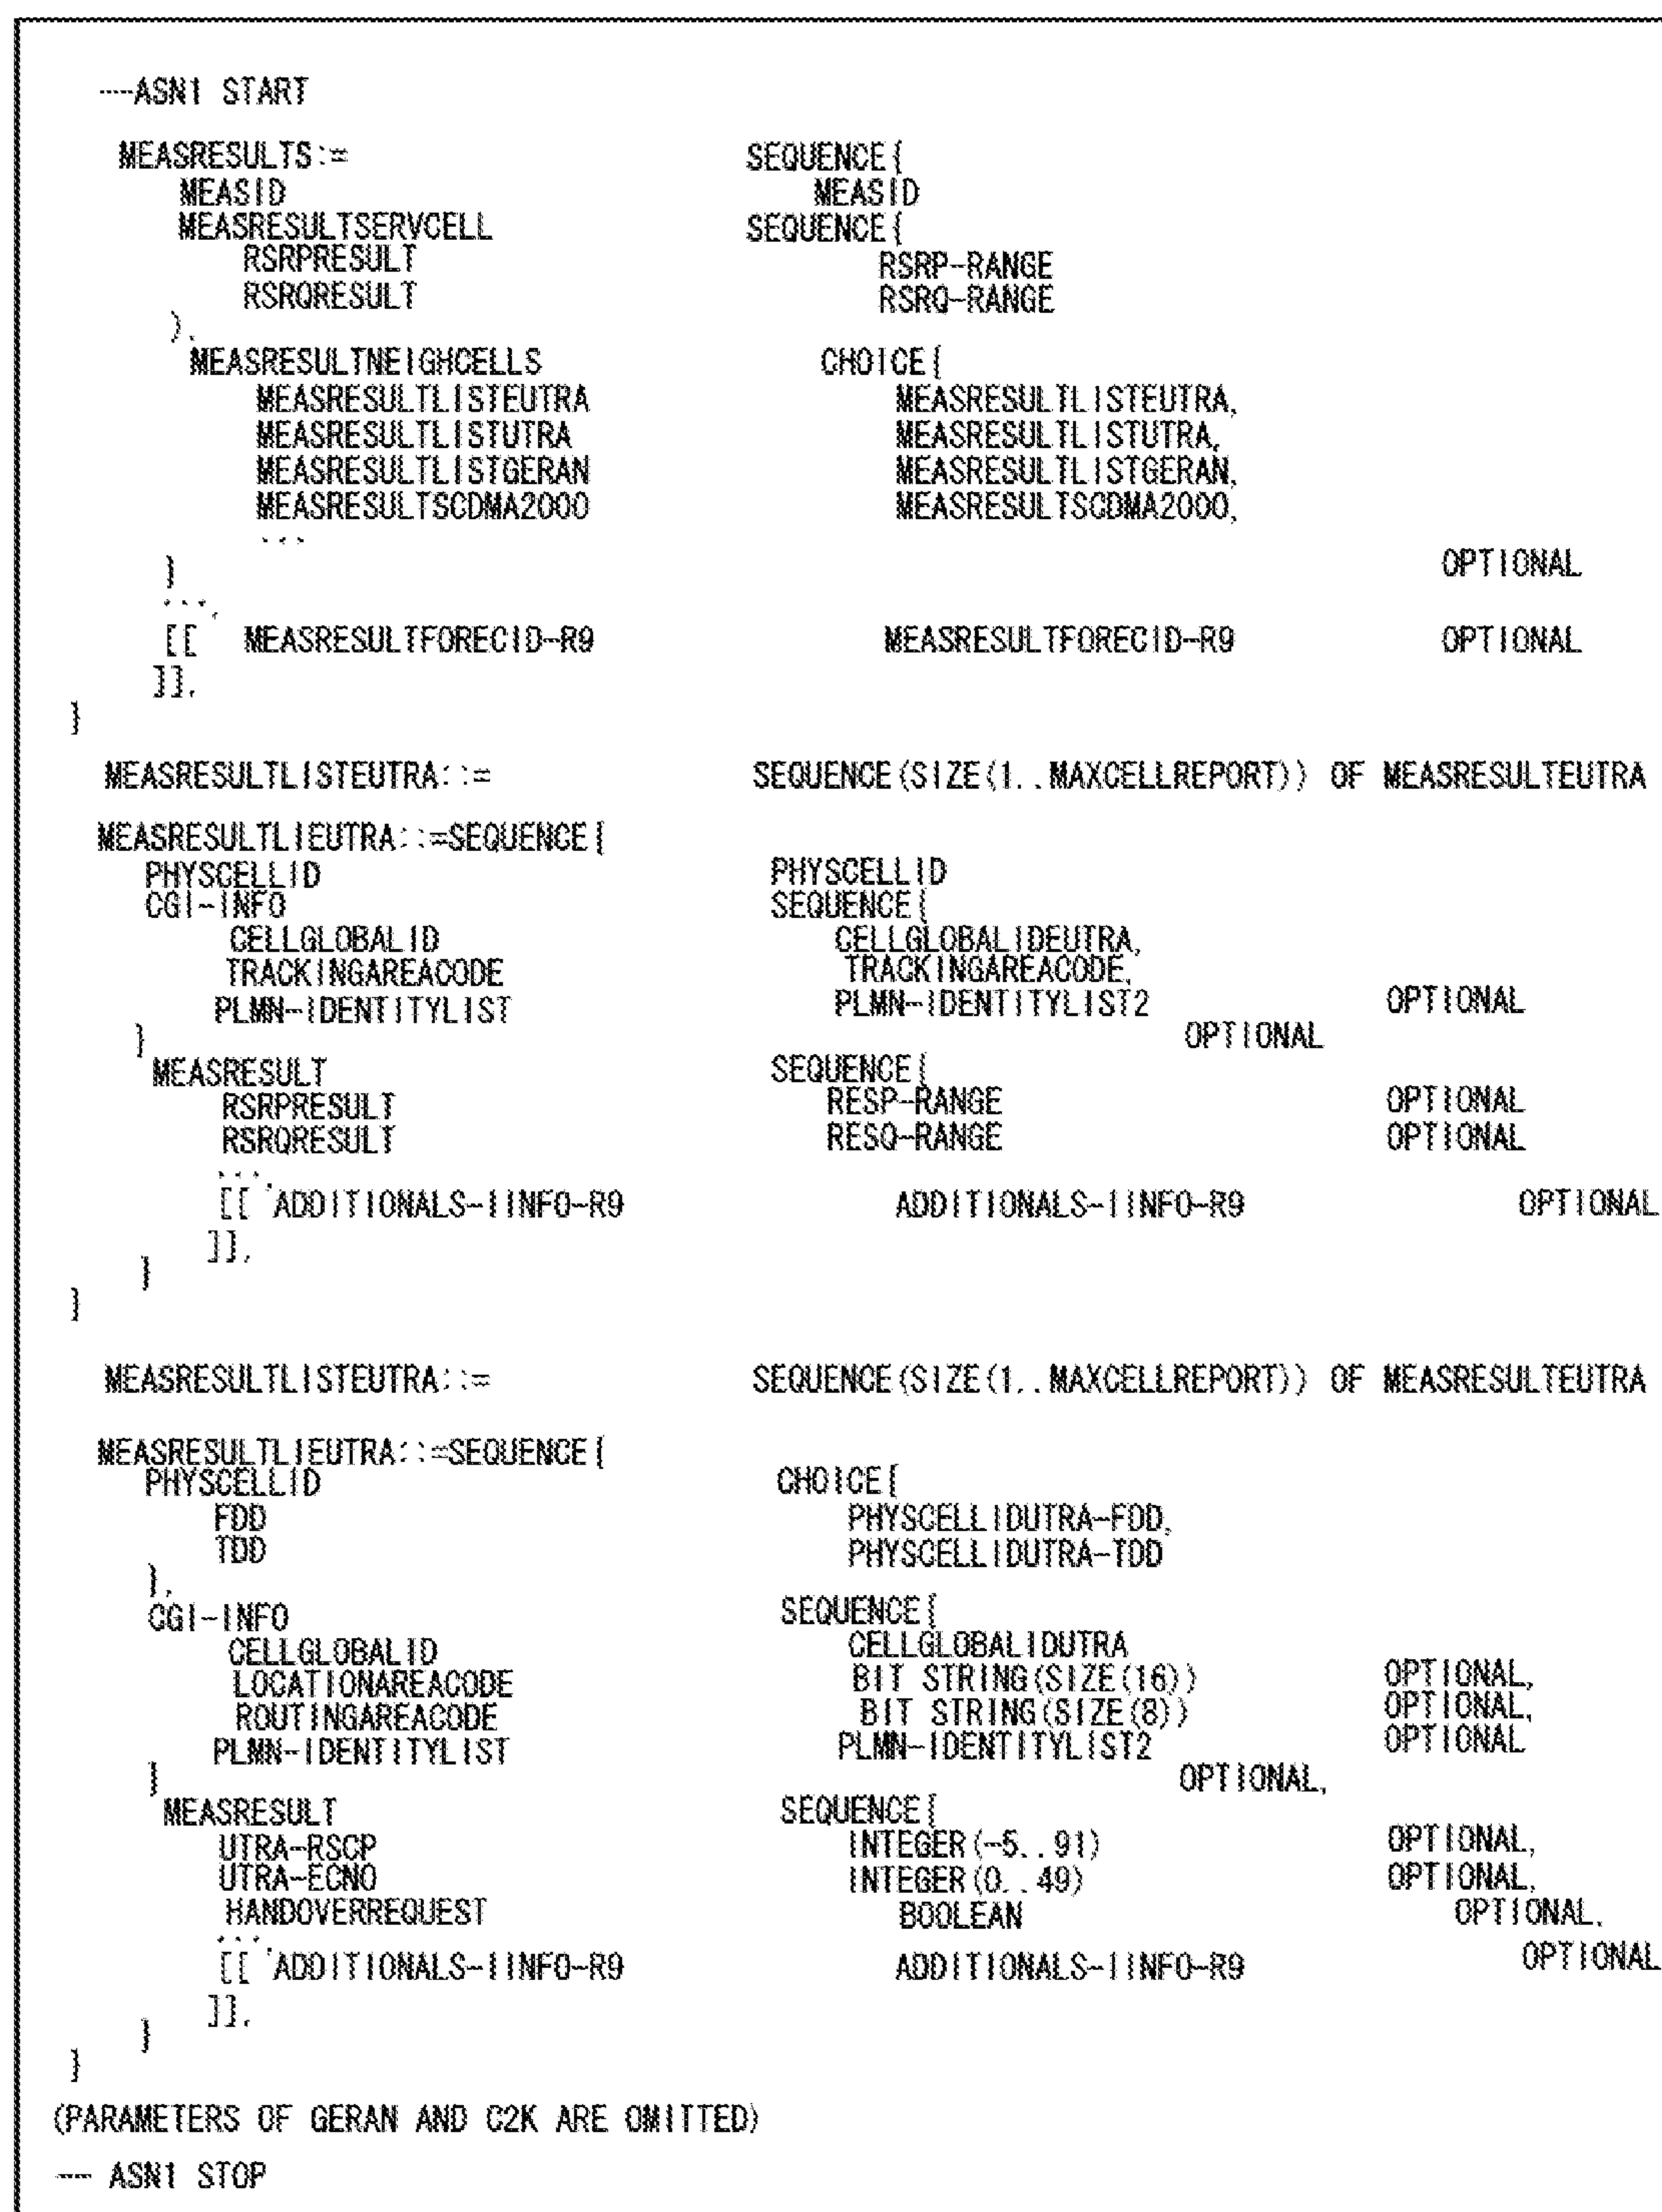 ----ASN1 START
MEASRESULTS:= SEQUENCE{
MEASID MEASID
MEASRESULTSERVCELL SEQUENCE{
RSRPRESULT RSRP-RANGE
RSRQRESULT RSRQ-RANGE
),
MEASRESULTNEIGHCELLS CHOICE{
MEASRESULTLISTEUTRA MEASRESULTLISTEUTRA,
MEASRESULTLISTUTRA MEASRESULTLISTUTRA,
MEASRESULTLISTGERAN MEASRESULTLISTGERAN,
MEASRESULTSCDMA2000 MEASRESULTSCDMA2000,
...
} OPTIONAL
...,
[[ MEASRESULTFORECID-R9 MEASRESULTFORECID-R9 OPTIONAL
]],
}
MEASRESULTLISTEUTRA::= SEQUENCE(SIZE(1..MAXCELLREPORT)) OF MEASRESULTEUTRA
MEASRESULTLIEUTRA::=SEQUENCE{
PHYSCELLID PHYSCELLID
CGI-INFO SEQUENCE{
CELLGLOBALID CELLGLOBALIDEUTRA,
TRACKINGAREACODE TRACKINGAREACODE,
PLMN-IDENTITYLIST PLMN-IDENTITYLIST2 OPTIONAL
} OPTIONAL
MEASRESULT SEQUENCE{
RSRPRESULT RESP-RANGE OPTIONAL
RSRQRESULT RESQ-RANGE OPTIONAL
...,
[[ ADDITIONALS-IINFO-R9 ADDITIONALS-IINFO-R9 OPTIONAL
]],
}
}
MEASRESULTLISTEUTRA::= SEQUENCE(SIZE(1..MAXCELLREPORT)) OF MEASRESULTEUTRA
MEASRESULTLIEUTRA::=SEQUENCE{
PHYSCELLID CHOICE{
FDD PHYSCELLIDUTRA-FDD,
TDD PHYSCELLIDUTRA-TDD
},
CGI-INFO SEQUENCE{
CELLGLOBALID CELLGLOBALIDUTRA
LOCATIONAREACODE BIT STRING(SIZE(16)) OPTIONAL,
ROUTINGAREACODE BIT STRING(SIZE(8)) OPTIONAL,
PLMN-IDENTITYLIST PLMN-IDENTITYLIST2 OPTIONAL
} OPTIONAL,
MEASRESULT SEQUENCE{
UTRA-RSCP INTEGER(-5..91) OPTIONAL,
UTRA-ECNO INTEGER(0..49) OPTIONAL,
HANDOVERREQUEST BOOLEAN OPTIONAL,
...,
[[ ADDITIONALS-IINFO-R9 ADDITIONALS-IINFO-R9 OPTIONAL
]],
}
}
(PARAMETERS OF GERAN AND C2K ARE OMITTED)
---- ASN1 STOP